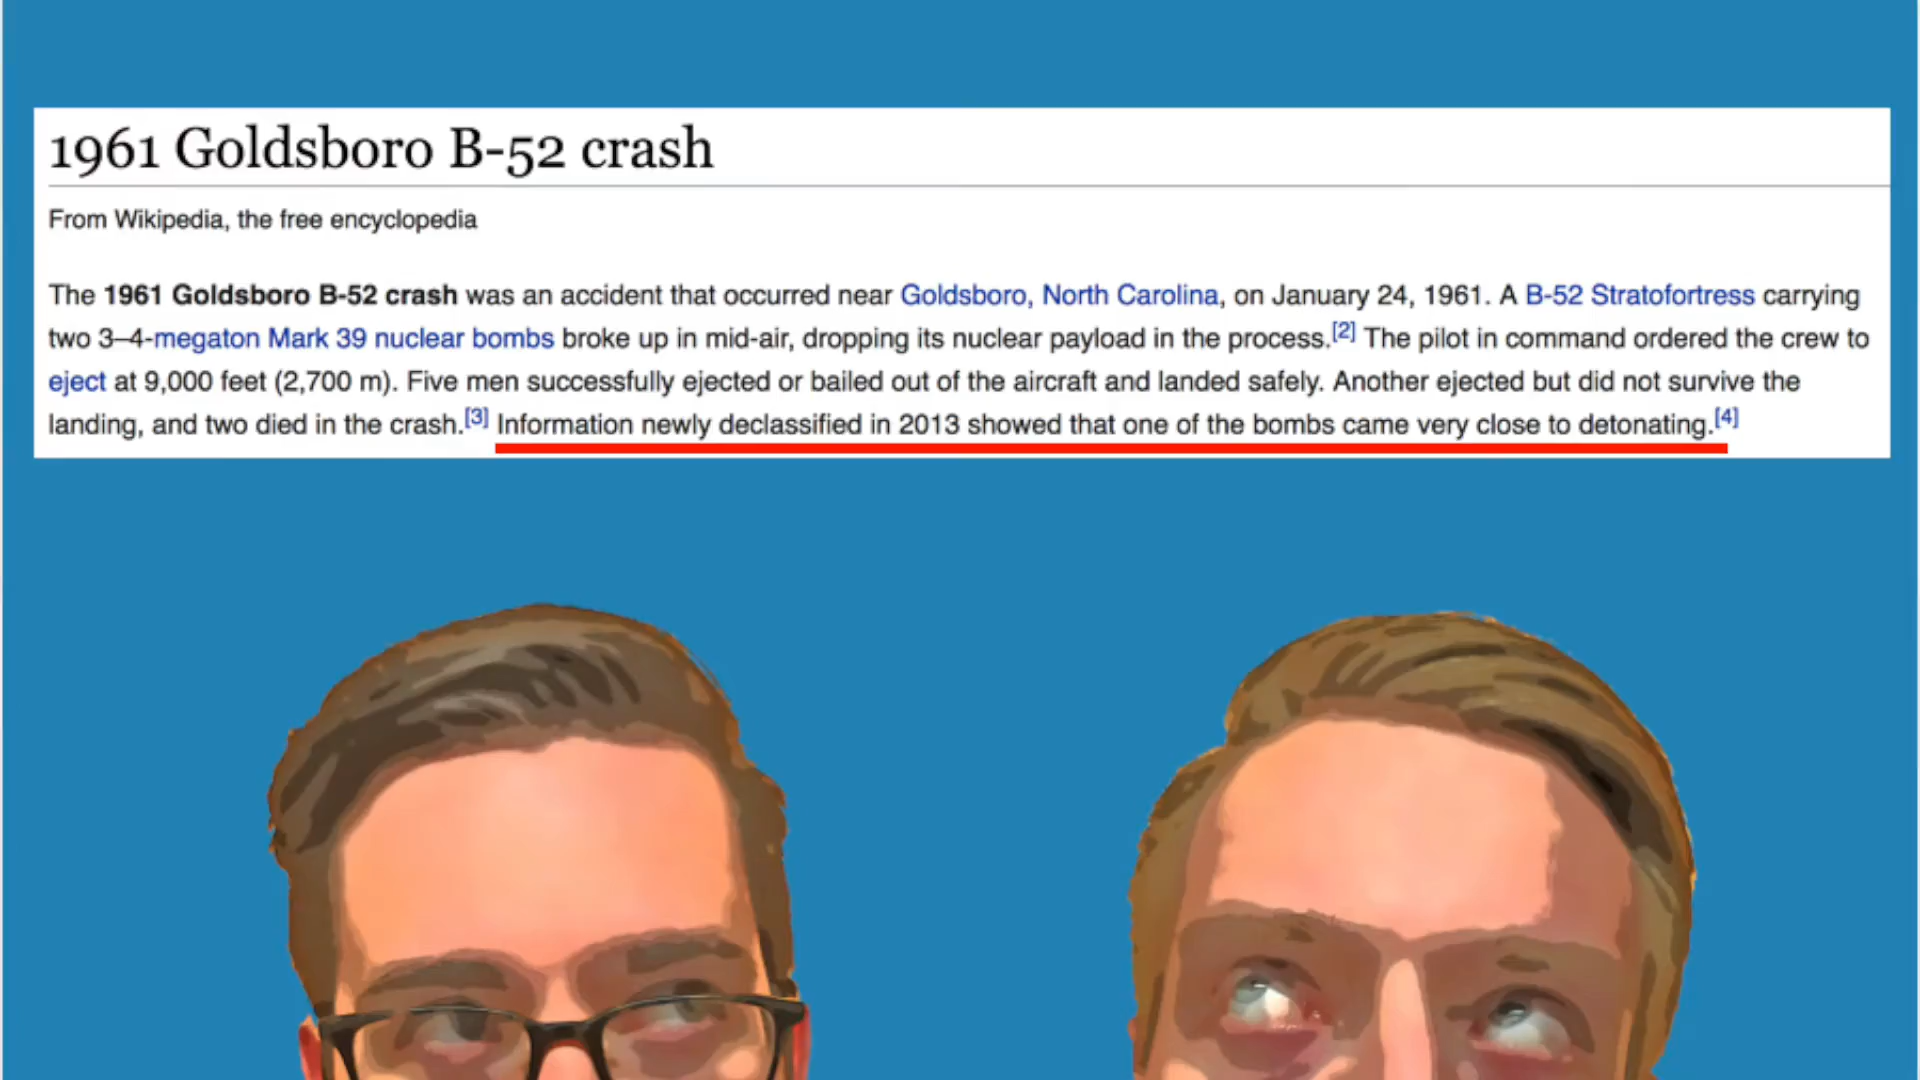 1961 Goldsboro B-52 crash
From Wikipedia, the free encyclopedia
The 1961 Goldsboro B-52 crash was an accident that occurred near Goldsboro, North Carolina, on January 24, 1961. A B-52 Stratofortress carrying
two 3–4-megaton Mark 39 nuclear bombs broke up in mid-air, dropping its nuclear payload in the process.[2] The pilot in command ordered the crew to
eject at 9,000 feet (2,700 m). Five men successfully ejected or bailed out of the aircraft and landed safely. Another ejected but did not survive the
landing, and two died in the crash.[3] Information newly declassified in 2013 showed that one of the bombs came very close to detonating.[4]